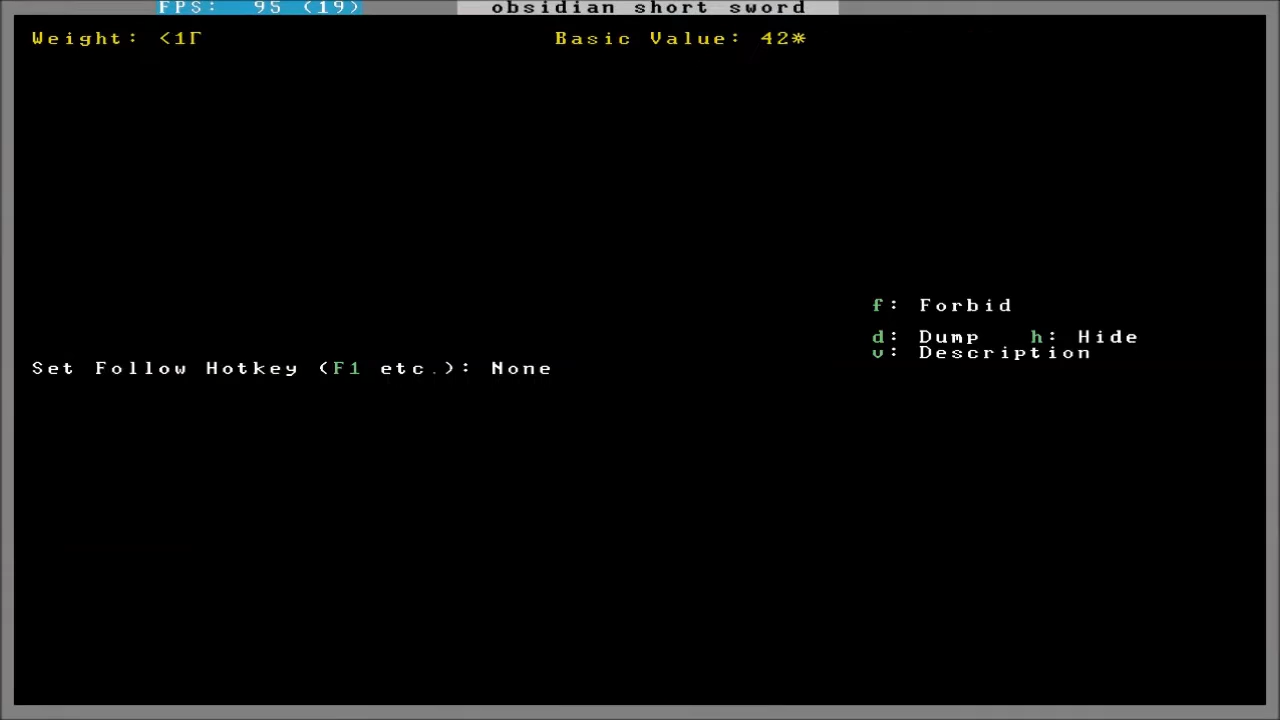 FPS: 95 (19) obsidian short sword
Weight: <1Γ Basic Value: 42☼
f: Forbid
d: Dump h: Hide
v: Description
Set Follow Hotkey (F1 etc.): None